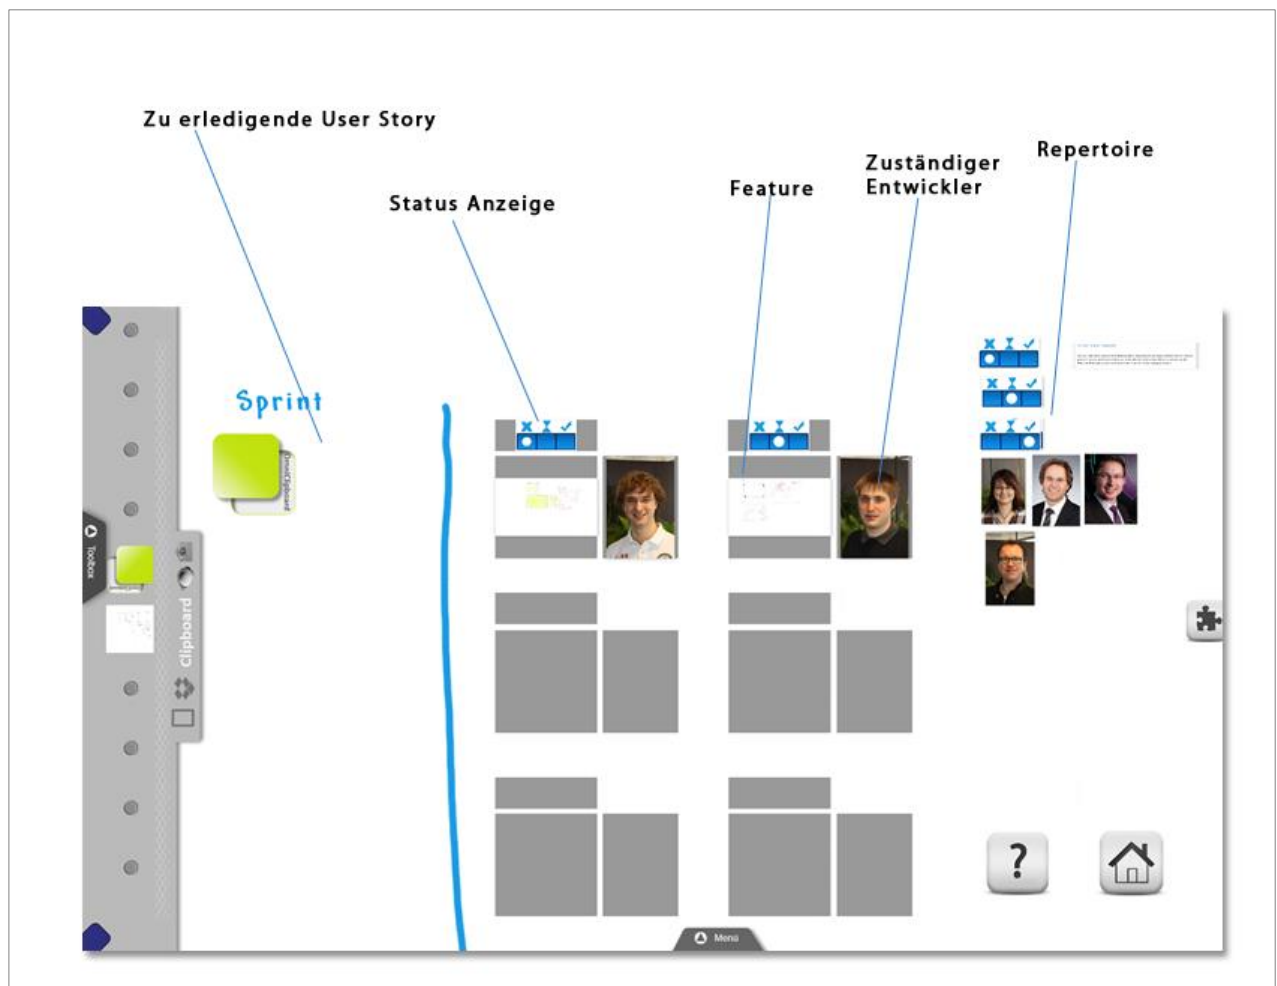 Zu erledigende User Story
Status Anzeige
Feature
Zuständiger
Entwickler
Repertoire
Sprint
Toolbox
Clipboard
?
Menü